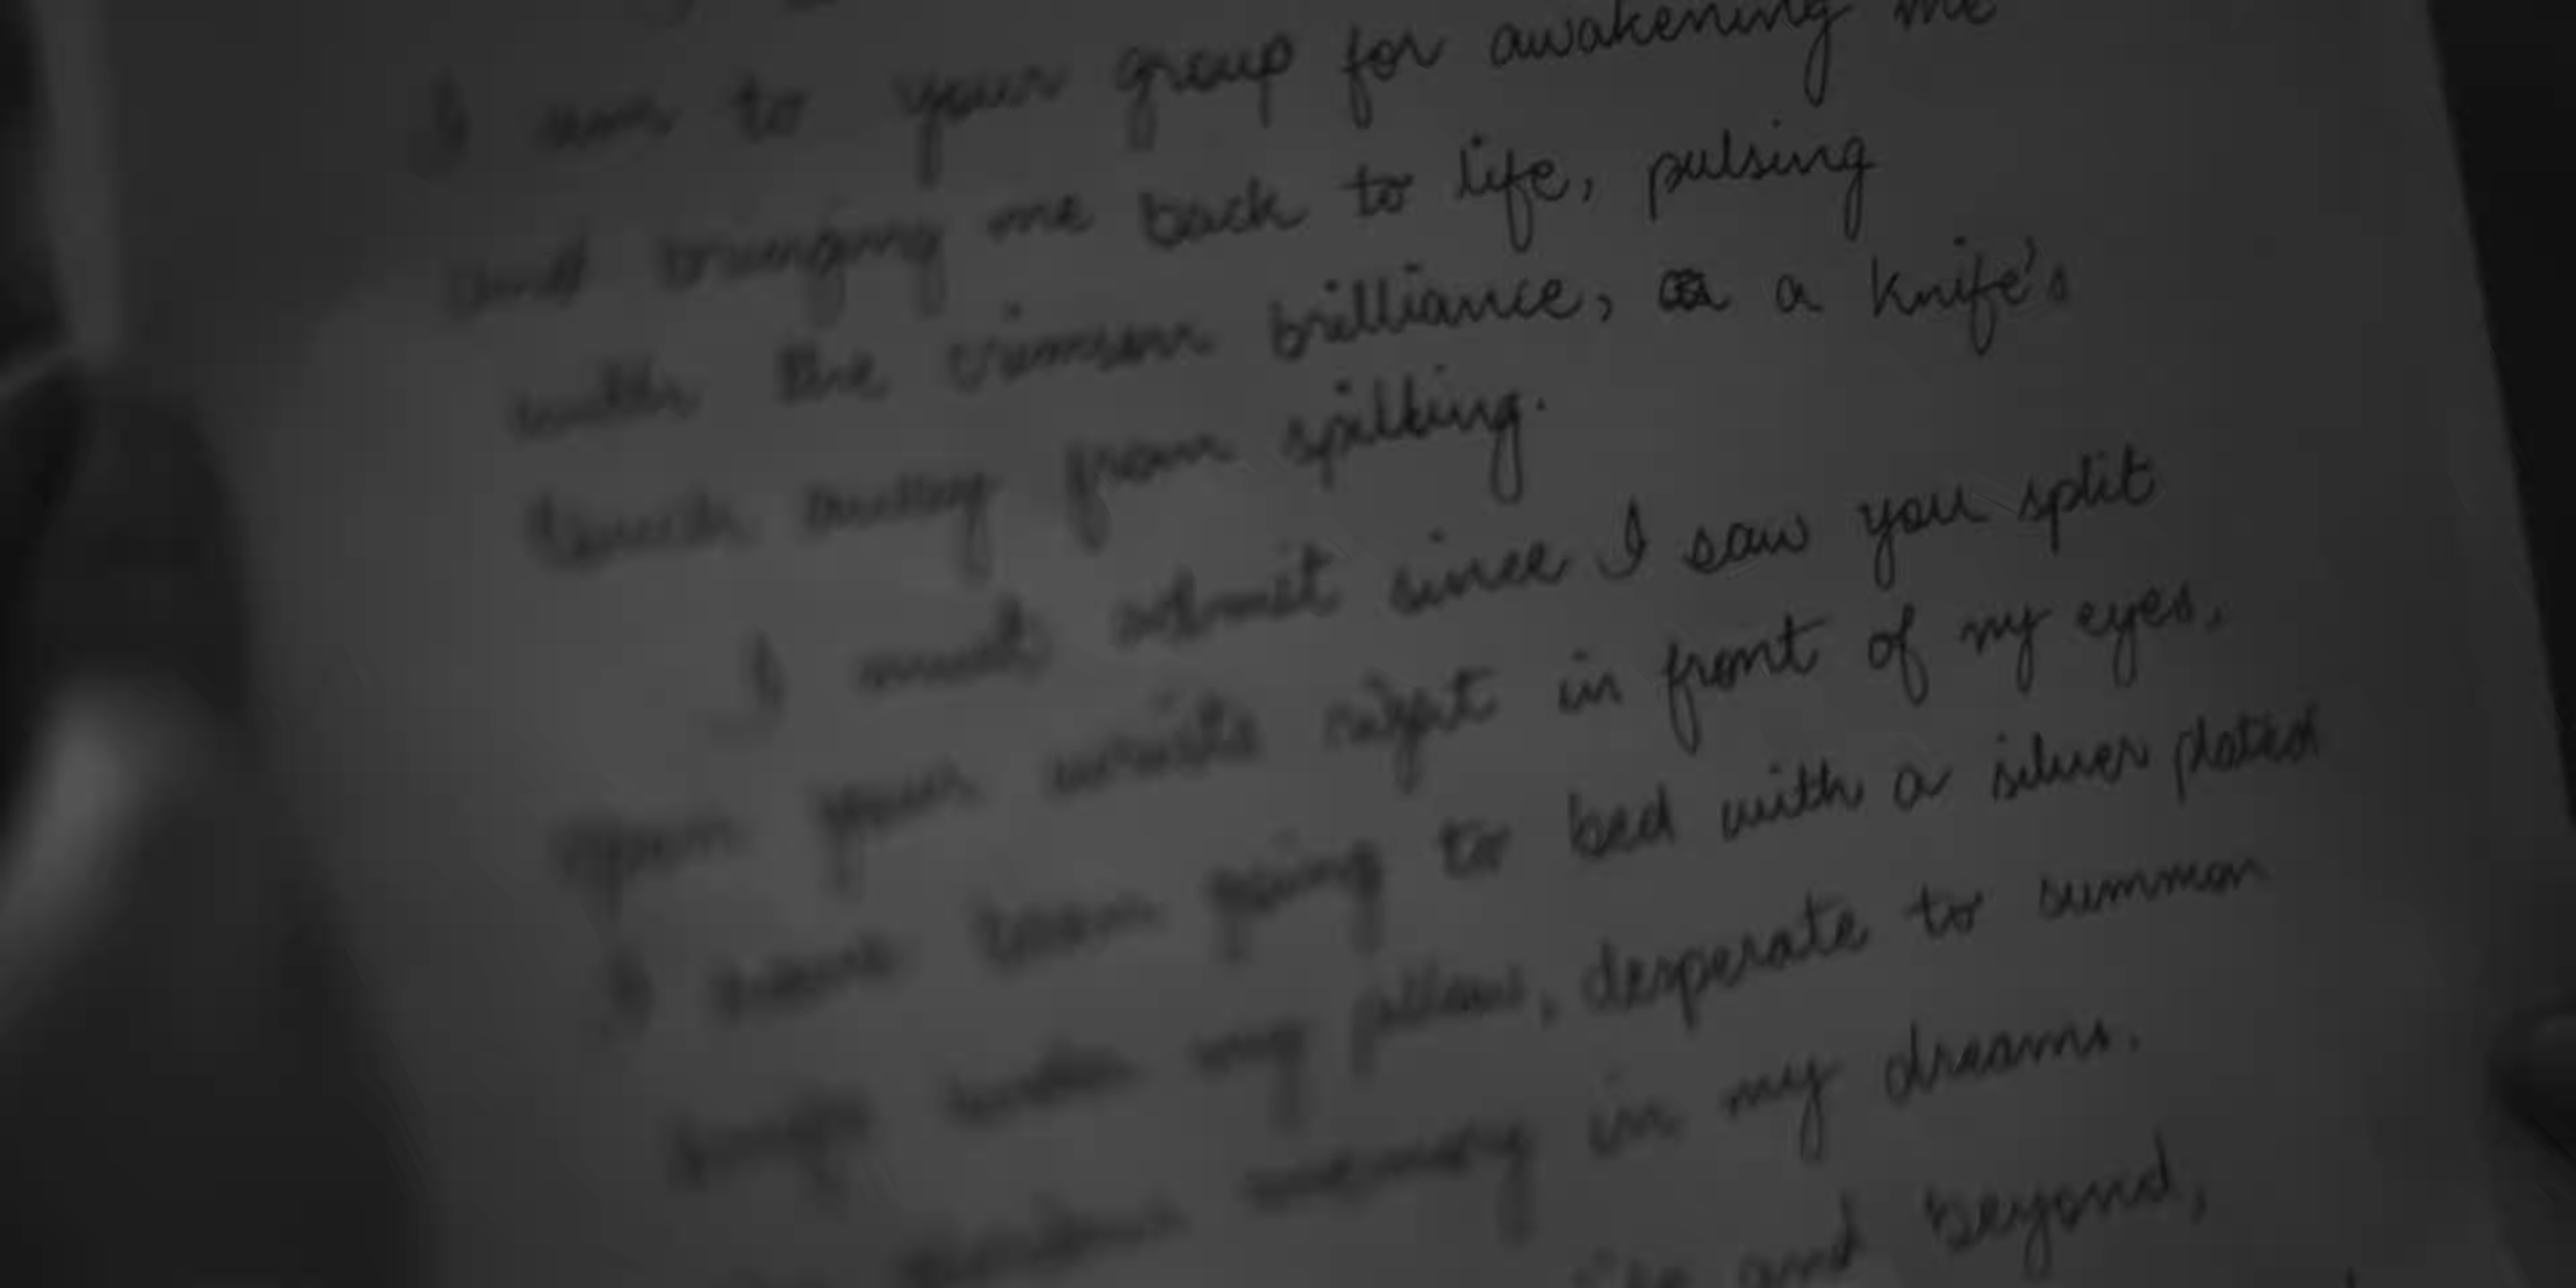 I am to your group for awakening me
and bringing me back to life, pulsing
with the crimson brilliance, a knife's
touch away from spilling.
I must admit since I saw you split
open your wrists right in front of my eyes,
I have been going to bed with a silver plated
knife under my pillow, desperate to summon
memory in my dreams.
and beyond,